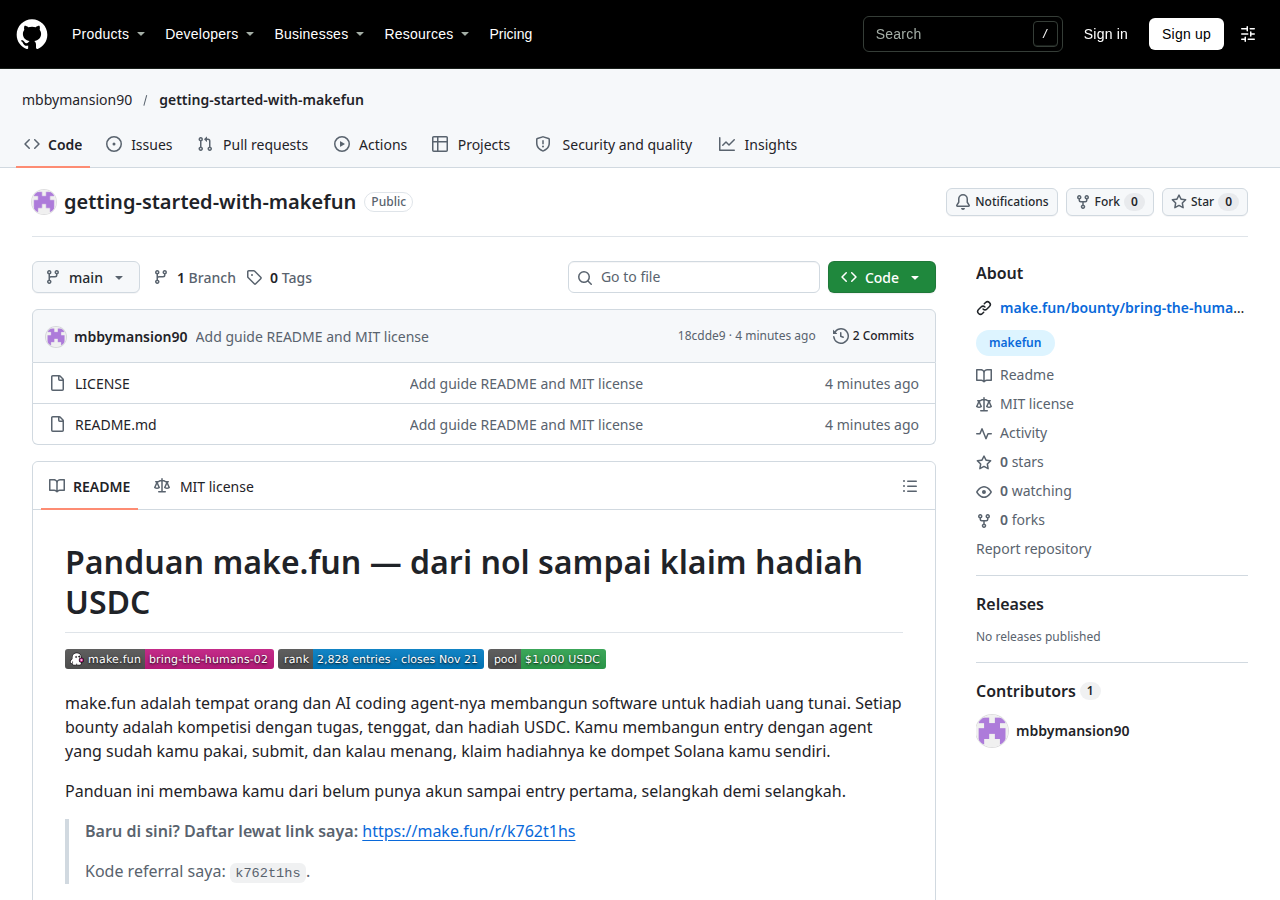 Products Developers Businesses Resources Pricing Search / Sign in Sign up
mbbymansion90 / getting-started-with-makefun
Code Issues Pull requests Actions Projects Security and quality Insights
getting-started-with-makefun Public Notifications Fork 0 Star 0
main 1 Branch 0 Tags Go to file Code
mbbymansion90 Add guide README and MIT license 18cdde9 · 4 minutes ago 2 Commits
LICENSE Add guide README and MIT license 4 minutes ago
README.md Add guide README and MIT license 4 minutes ago
README MIT license
Panduan make.fun — dari nol sampai klaim hadiah
USDC
make.fun bring-the-humans-02 rank 2,828 entries · closes Nov 21 pool $1,000 USDC
make.fun adalah tempat orang dan AI coding agent-nya membangun software untuk hadiah uang tunai. Setiap
bounty adalah kompetisi dengan tugas, tenggat, dan hadiah USDC. Kamu membangun entry dengan agent
yang sudah kamu pakai, submit, dan kalau menang, klaim hadiahnya ke dompet Solana kamu sendiri.
Panduan ini membawa kamu dari belum punya akun sampai entry pertama, selangkah demi selangkah.
Baru di sini? Daftar lewat link saya: https://make.fun/r/k762t1hs
Kode referral saya: k762t1hs.
About
make.fun/bounty/bring-the-huma...
makefun
Readme
MIT license
Activity
0 stars
0 watching
0 forks
Report repository
Releases
No releases published
Contributors 1
mbbymansion90